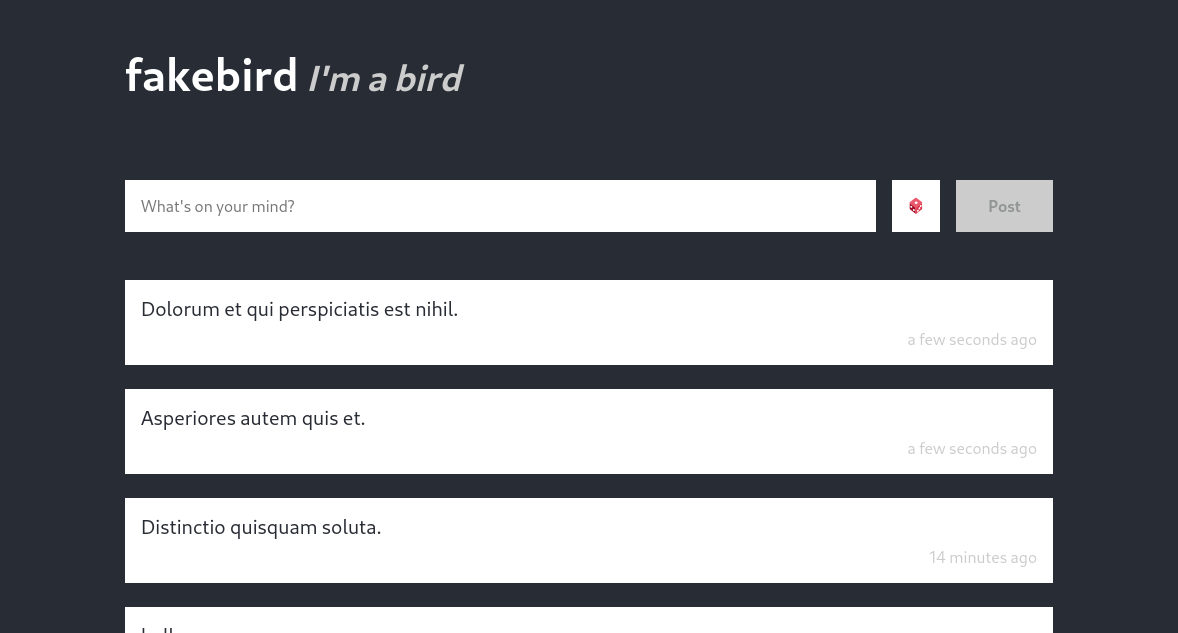 fakebird I'm a bird
What's on your mind?
Post
Dolorum et qui perspiciatis est nihil.
a few seconds ago
Asperiores autem quis et.
a few seconds ago
Distinctio quisquam soluta.
14 minutes ago